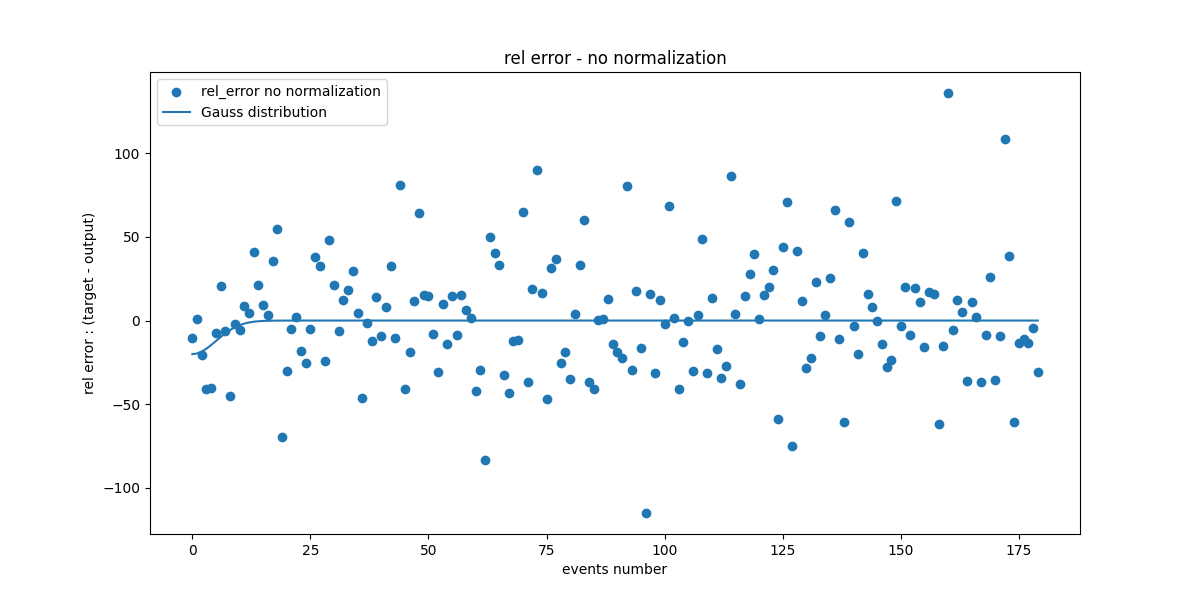 rel error - no normalization
rel_error no normalization
Gauss distribution
rel error : (target - output)
100
50
0
−50
−100
0 25 50 75 100 125 150 175
events number